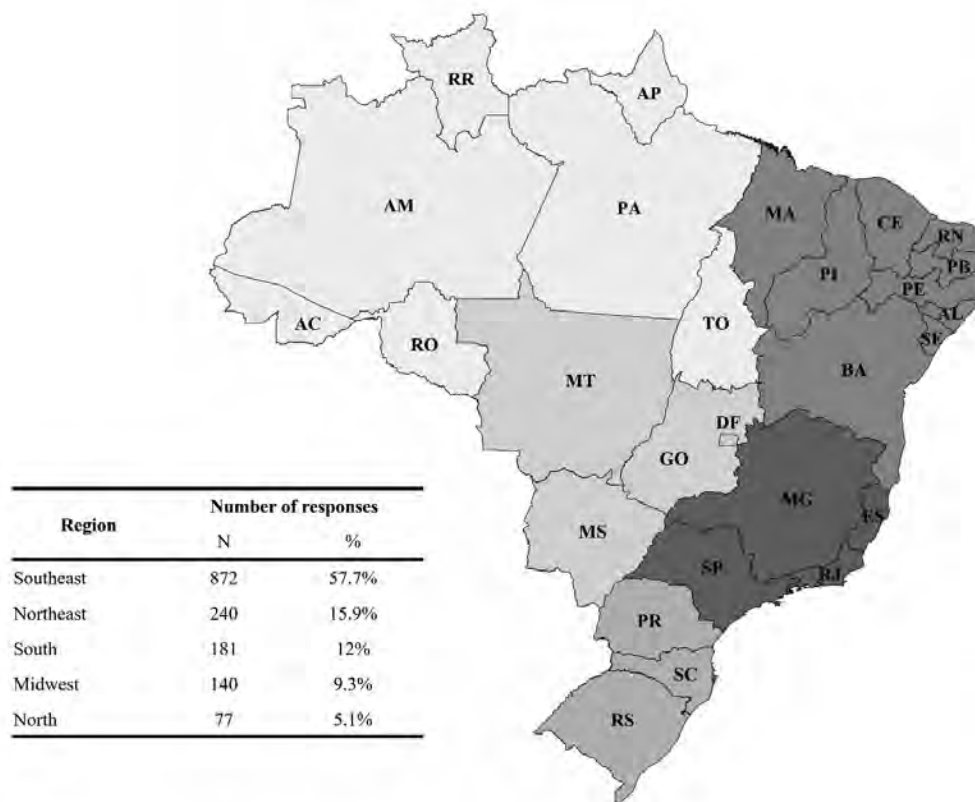 RR
AP
AM
PA
MA
CE
RN
PB
PI
PE
AL
SE
AC
RO
TO
MT
BA
DF
GO
MG
ES
MS
SP
RJ
PR
SC
RS
Region
Number of responses
N %
Southeast 872 57.7%
Northeast 240 15.9%
South 181 12%
Midwest 140 9.3%
North 77 5.1%